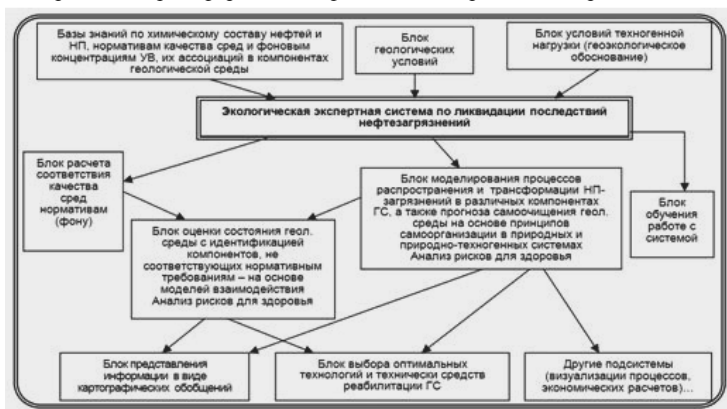 Базы знаний по химическому составу нефтей и
НП, нормативам качества сред и фоновым
концентрациям УВ, их ассоциаций в компонентах
геологической среды
Блок
геологических
условий
Блок условий техногенной
нагрузки (геоэкологическое
обоснование)
Экологическая экспертная система по ликвидации последствий
нефтезагрязнений
Блок расчета
соответствия
качества
сред
нормативам
(фону)
Блок моделирования процессов
распространения и трансформации НП-
загрязнений в различных компонентах
ГС, а также прогноза самоочищения геол.
среды на основе принципов
самоорганизации в природных и
природно-техногенных системах
Анализ рисков для здоровья
Блок
обучения
работе с
системой
Блок оценки состояния геол.
среды с идентификацией
компонентов, не
соответствующих нормативным
требованиям – на основе
моделей взаимодействия
Анализ рисков для здоровья
Блок представления
информации в виде
картографических обобщений
Блок выбора оптимальных
технологий и технически средств
реабилитации ГС
Другие подсистемы
(визуализации процессов,
экономических расчетов)...